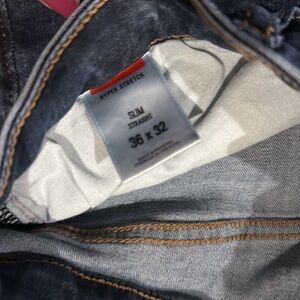 HYPER STRETCH
SLIM
STRAIGHT
36 x 32